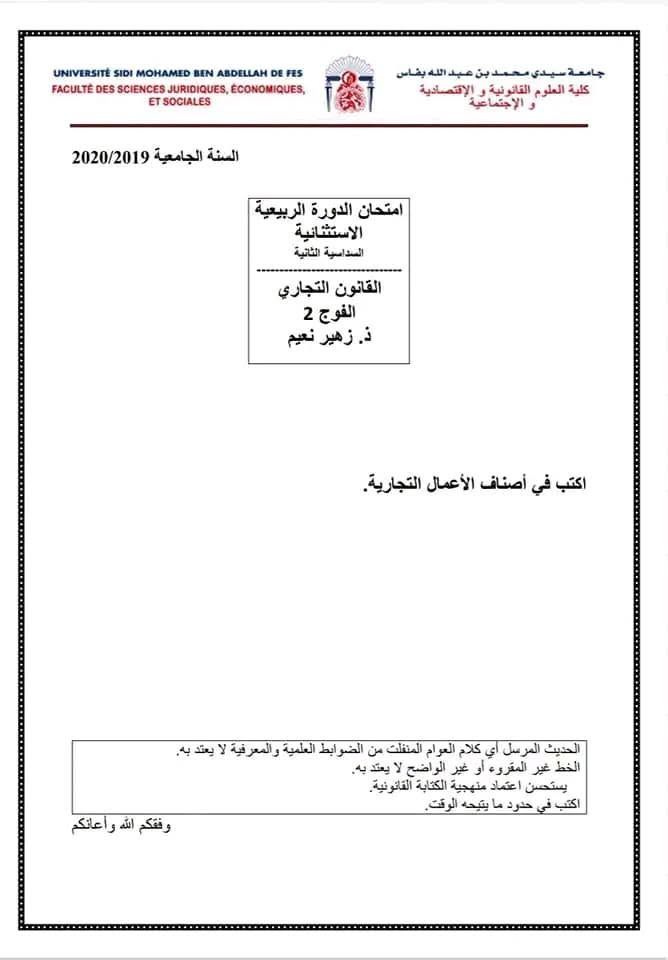 UNIVERSITÉ SIDI MOHAMED BEN ABDELLAH DE FES
FACULTÉ DES SCIENCES JURIDIQUES, ÉCONOMIQUES,
ET SOCIALES
جامعة سيدي محمد بن عبد الله بفاس
كلية العلوم القانونية و الإقتصادية
و الإجتماعية
السنة الجامعية 2020/2019
امتحان الدورة الربيعية
الاستثنائية
السداسية الثانية
--------------------------------
القانون التجاري
الفوج 2
ذ. زهير نعيم
اكتب في أصناف الأعمال التجارية.
الحديث المرسل أي كلام العوام المنفلت من الضوابط العلمية والمعرفية لا يعتد به.
الخط غير المقروء أو غير الواضح لا يعتد به.
يستحسن اعتماد منهجية الكتابة القانونية.
اكتب في حدود ما يتيحه الوقت.
وفقكم الله وأعانكم